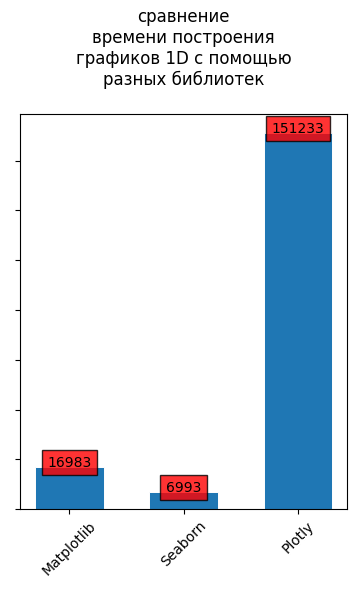 сравнение
времени построения
графиков 1D с помощью
разных библиотек
151233
16983
6993
Matplotlib
Seaborn
Plotly